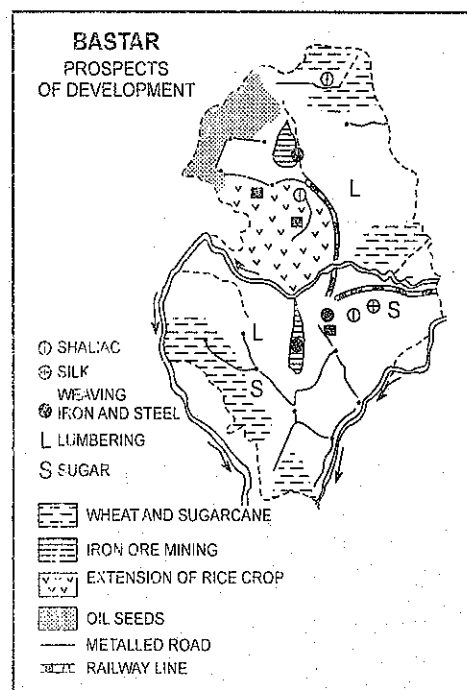 BASTAR
PROSPECTS
OF DEVELOPMENT
L
L
S
S
SHALIAC
SILK
WEAVING
IRON AND STEEL
L LUMBERING
S SUGAR
WHEAT AND SUGARCANE
IRON ORE MINING
EXTENSION OF RICE CROP
OIL SEEDS
METALLED ROAD
RAILWAY LINE